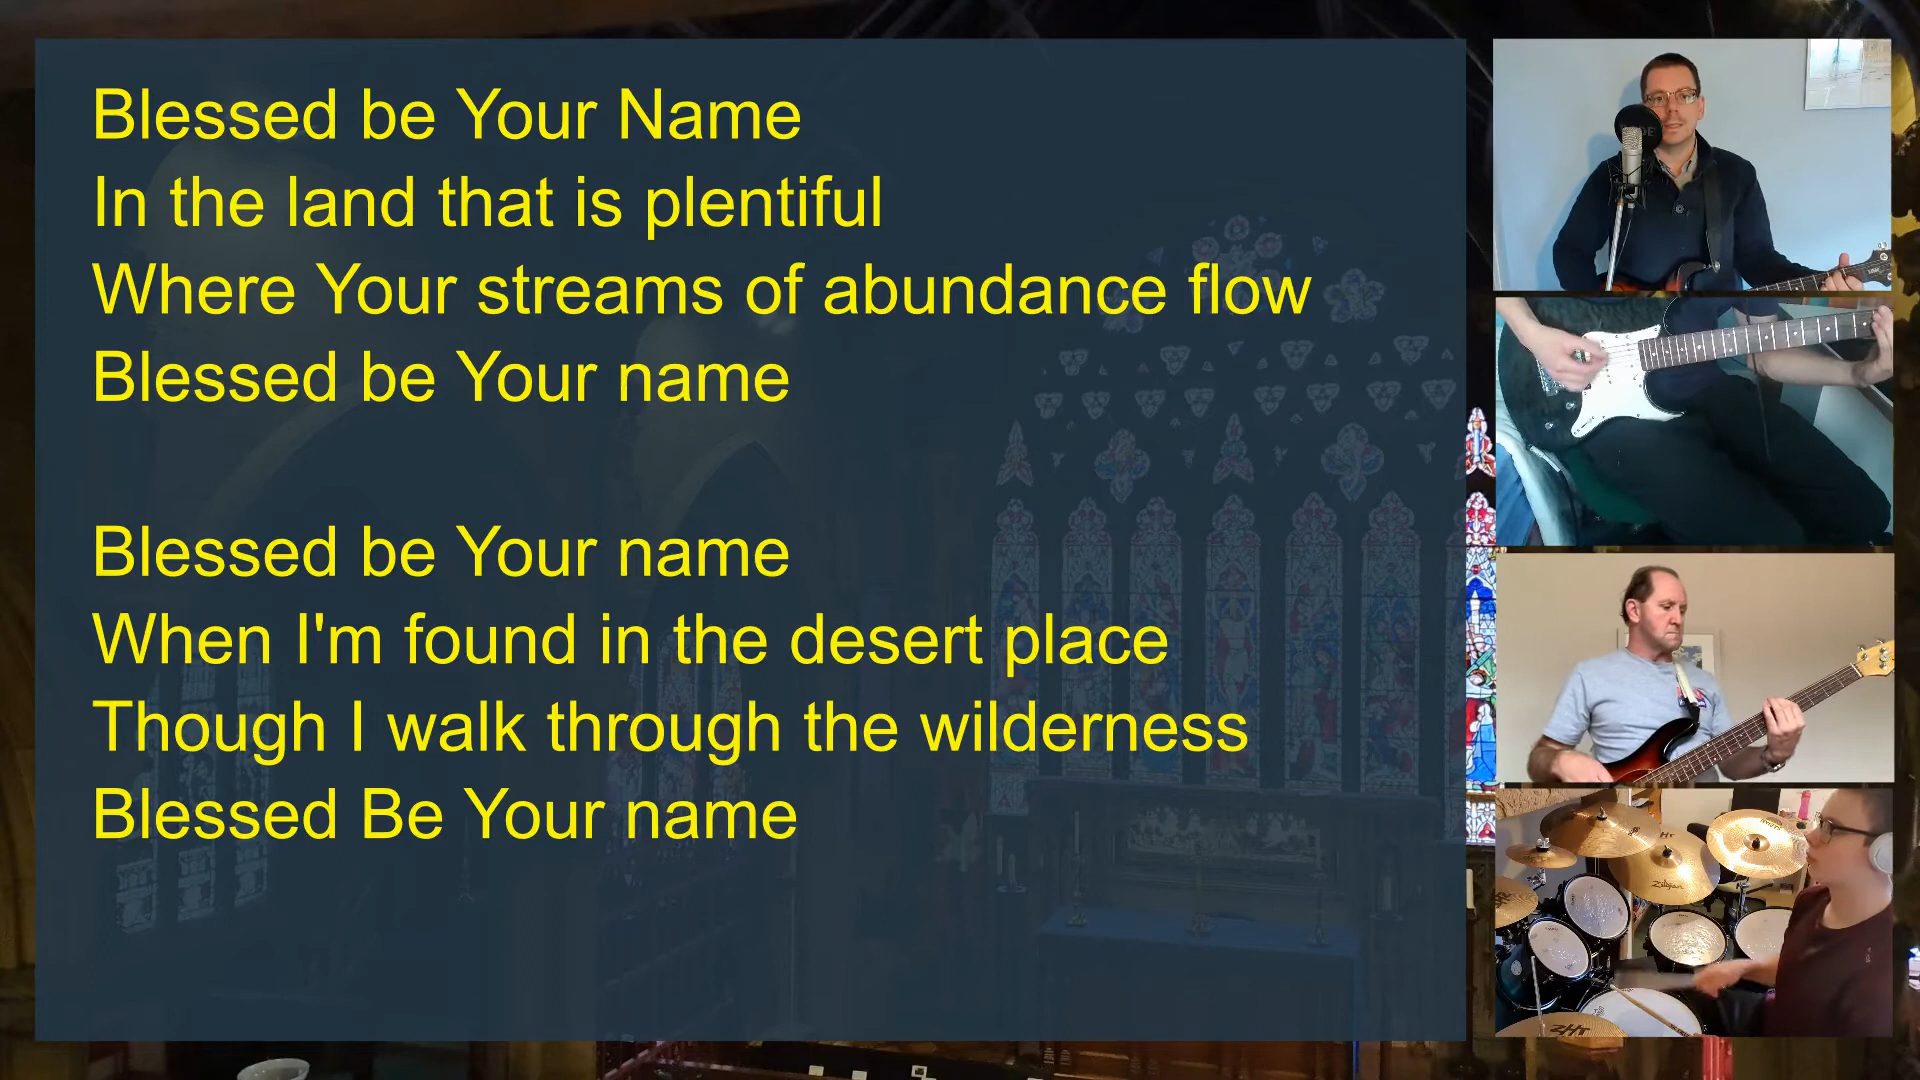 Blessed be Your Name
In the land that is plentiful
Where Your streams of abundance flow
Blessed be Your name
Blessed be Your name
When I'm found in the desert place
Though I walk through the wilderness
Blessed Be Your name
Zildjian
ZHT